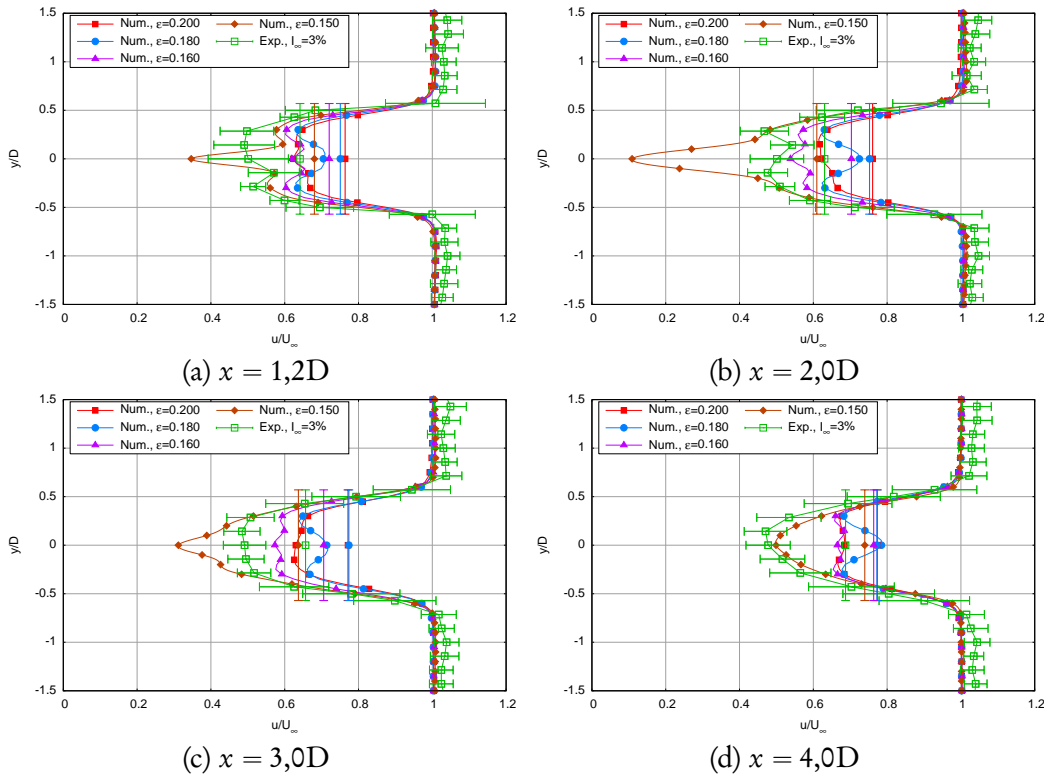 1.5
1
0.5
0
-0.5
-1
-1.5
y/D
Num., ε=0.200
Num., ε=0.180
Num., ε=0.160
Num., ε=0.150
Exp., I∞=3%
0 0.2 0.4 0.6 0.8 1 1.2
u/U∞
(a) x = 1,2D
1.5
1
0.5
0
-0.5
-1
-1.5
y/D
Num., ε=0.200
Num., ε=0.180
Num., ε=0.160
Num., ε=0.150
Exp., I∞=3%
0 0.2 0.4 0.6 0.8 1 1.2
u/U∞
(b) x = 2,0D
1.5
1
0.5
0
-0.5
-1
-1.5
y/D
Num., ε=0.200
Num., ε=0.180
Num., ε=0.160
Num., ε=0.150
Exp., I∞=3%
0 0.2 0.4 0.6 0.8 1 1.2
u/U∞
(c) x = 3,0D
1.5
1
0.5
0
-0.5
-1
-1.5
y/D
Num., ε=0.200
Num., ε=0.180
Num., ε=0.160
Num., ε=0.150
Exp., I∞=3%
0 0.2 0.4 0.6 0.8 1 1.2
u/U∞
(d) x = 4,0D